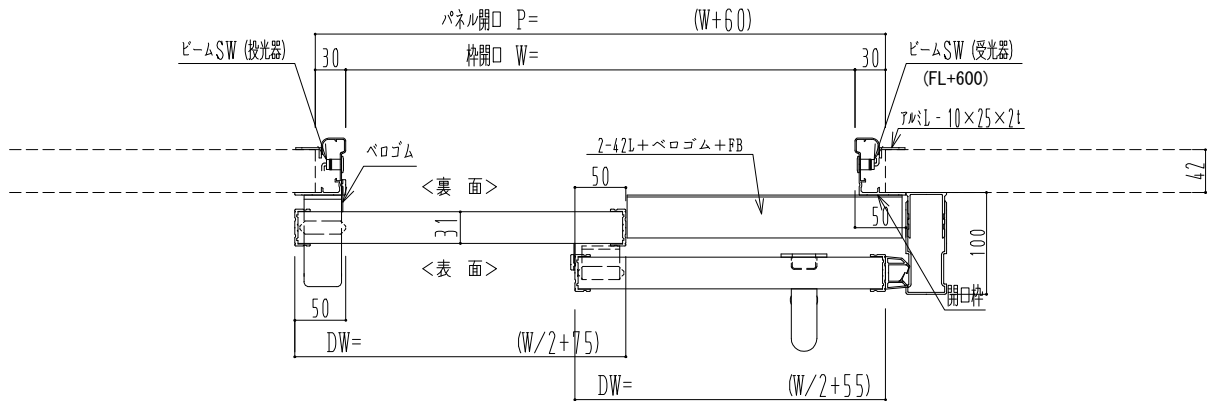 パネル開口 P= (W+60)
ビームSW (投光器)
30
枠開口 W=
30
ビームSW (受光器)
(FL+600)
アルミL - 10×25×2t
ベロゴム
2-42L+ベロゴム+FB
42
<裏 面>
50
50
31
100
<表 面>
開口枠
50
DW= (W/2+75)
DW= (W/2+55)